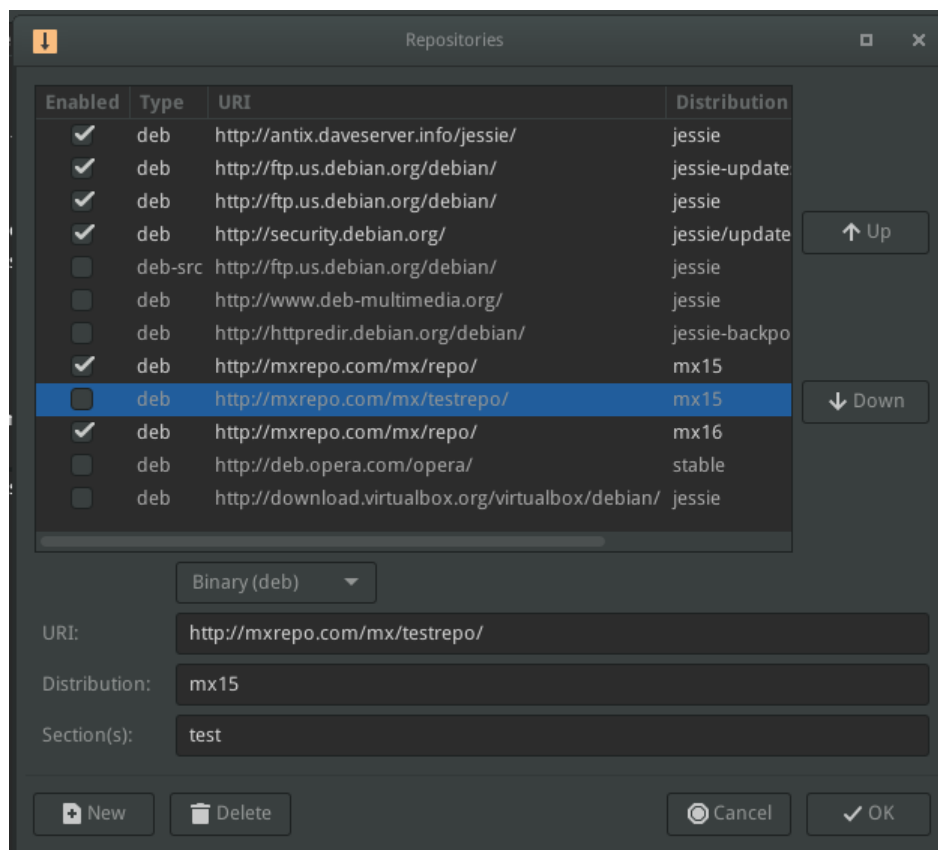 Repositories
Enabled Type URI Distribution
deb http://antix.daveserver.info/jessie/ jessie
deb http://ftp.us.debian.org/debian/ jessie-update
deb http://ftp.us.debian.org/debian/ jessie
deb http://security.debian.org/ jessie/update
Up
deb-src http://ftp.us.debian.org/debian/ jessie
deb http://www.deb-multimedia.org/ jessie
deb http://httpredir.debian.org/debian/ jessie-backpo
deb http://mxrepo.com/mx/repo/ mx15
deb http://mxrepo.com/mx/testrepo/ mx15
Down
deb http://mxrepo.com/mx/repo/ mx16
deb http://deb.opera.com/opera/ stable
deb http://download.virtualbox.org/virtualbox/debian/ jessie
Binary (deb)
URI: http://mxrepo.com/mx/testrepo/
Distribution: mx15
Section(s): test
New Delete Cancel OK